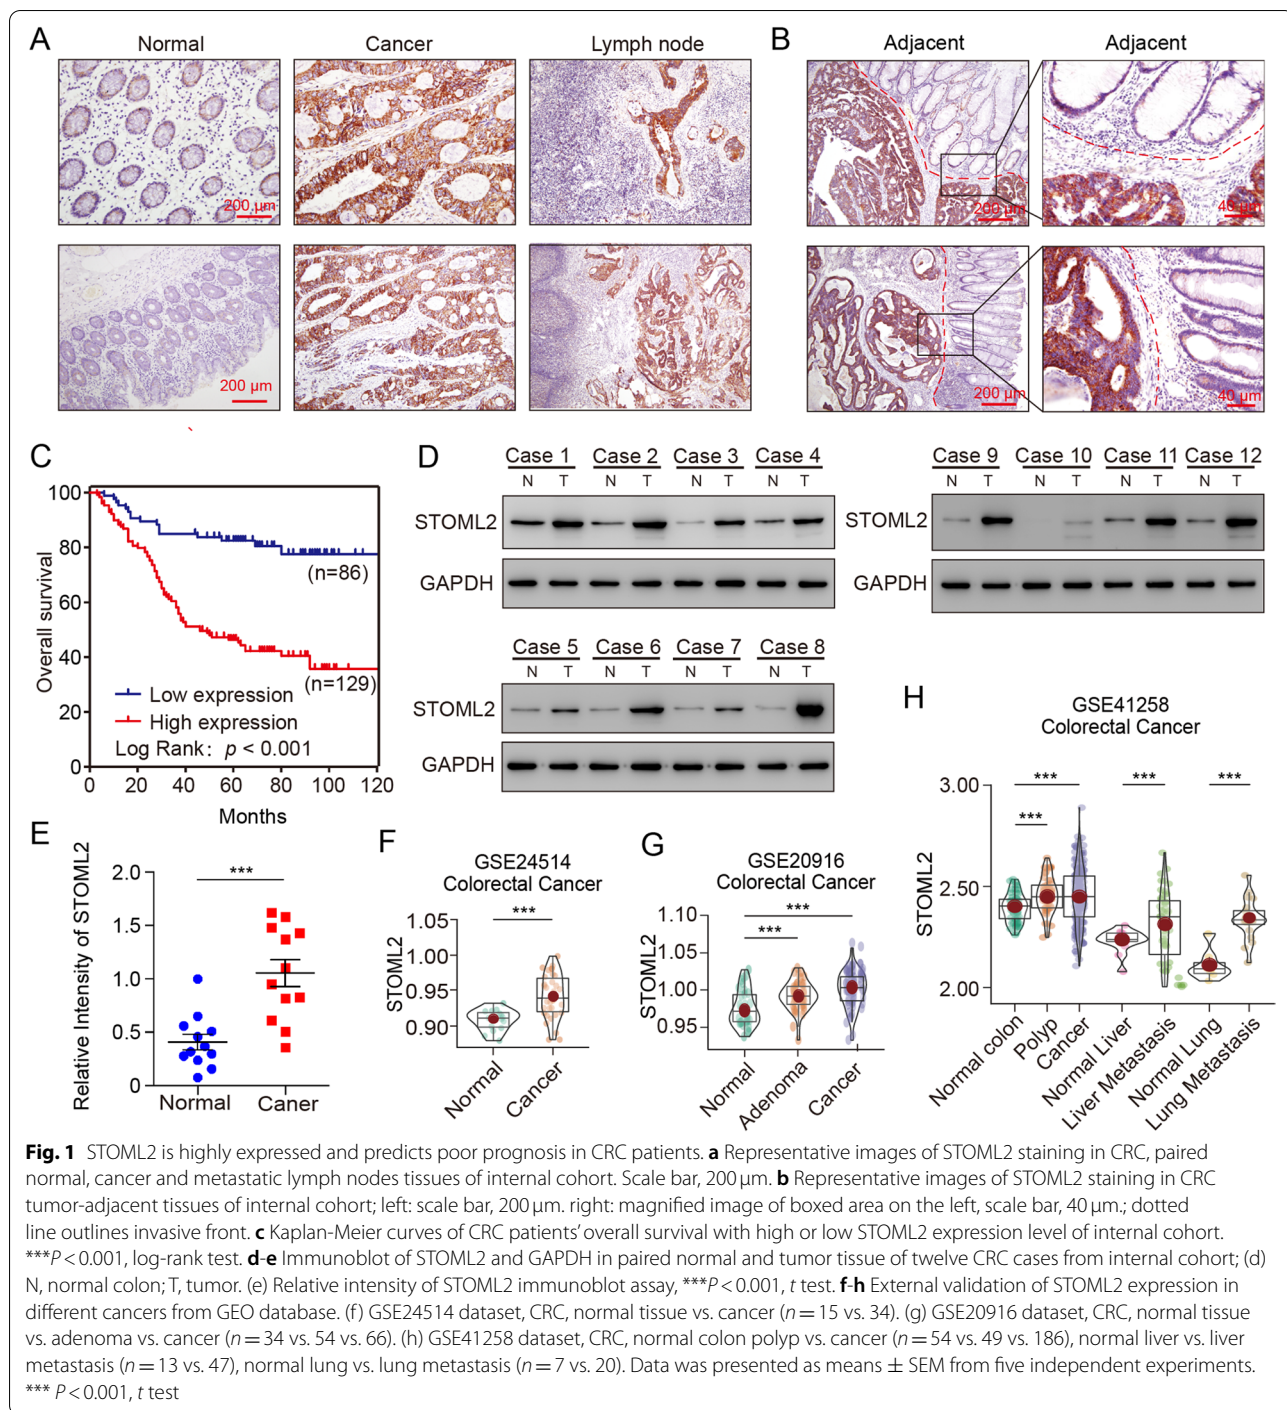 A
Normal
Cancer
Lymph node
200 µm
200 µm
B
Adjacent
Adjacent
200 µm
40 µm
200 µm
40 µm
C
Overall survival
100
80
60
40
20
0
0 20 40 60 80 100 120
Months
(n=86)
(n=129)
Low expression
High expression
Log Rank: p < 0.001
D
Case 1 Case 2 Case 3 Case 4
N T N T N T N T
STOML2
GAPDH
Case 5 Case 6 Case 7 Case 8
N T N T N T N T
STOML2
GAPDH
Case 9 Case 10 Case 11 Case 12
N T N T N T N T
STOML2
GAPDH
E
Relative Intensity of STOML2
2.0
1.5
1.0
0.5
0
***
Normal Caner
F
GSE24514
Colorectal Cancer
STOML2
1.05
1.00
0.95
0.90
***
Normal
Cancer
G
GSE20916
Colorectal Cancer
STOML2
1.10
1.05
1.00
0.95
***
***
Normal
Adenoma
Cancer
H
GSE41258
Colorectal Cancer
STOML2
3.00
2.50
2.00
***
***
***
***
Normal colon
Polyp
Cancer
Normal Liver
Liver Metastasis
Normal Lung
Lung Metastasis
Fig. 1 STOML2 is highly expressed and predicts poor prognosis in CRC patients. a Representative images of STOML2 staining in CRC, paired
normal, cancer and metastatic lymph nodes tissues of internal cohort. Scale bar, 200 µm. b Representative images of STOML2 staining in CRC
tumor-adjacent tissues of internal cohort; left: scale bar, 200 µm. right: magnified image of boxed area on the left, scale bar, 40 µm.; dotted
line outlines invasive front. c Kaplan-Meier curves of CRC patients' overall survival with high or low STOML2 expression level of internal cohort.
***P < 0.001, log-rank test. d-e Immunoblot of STOML2 and GAPDH in paired normal and tumor tissue of twelve CRC cases from internal cohort; (d)
N, normal colon; T, tumor. (e) Relative intensity of STOML2 immunoblot assay, ***P < 0.001, t test. f-h External validation of STOML2 expression in
different cancers from GEO database. (f) GSE24514 dataset, CRC, normal tissue vs. cancer (n = 15 vs. 34). (g) GSE20916 dataset, CRC, normal tissue
vs. adenoma vs. cancer (n = 34 vs. 54 vs. 66). (h) GSE41258 dataset, CRC, normal colon polyp vs. cancer (n = 54 vs. 49 vs. 186), normal liver vs. liver
metastasis (n = 13 vs. 47), normal lung vs. lung metastasis (n = 7 vs. 20). Data was presented as means ± SEM from five independent experiments.
*** P < 0.001, t test